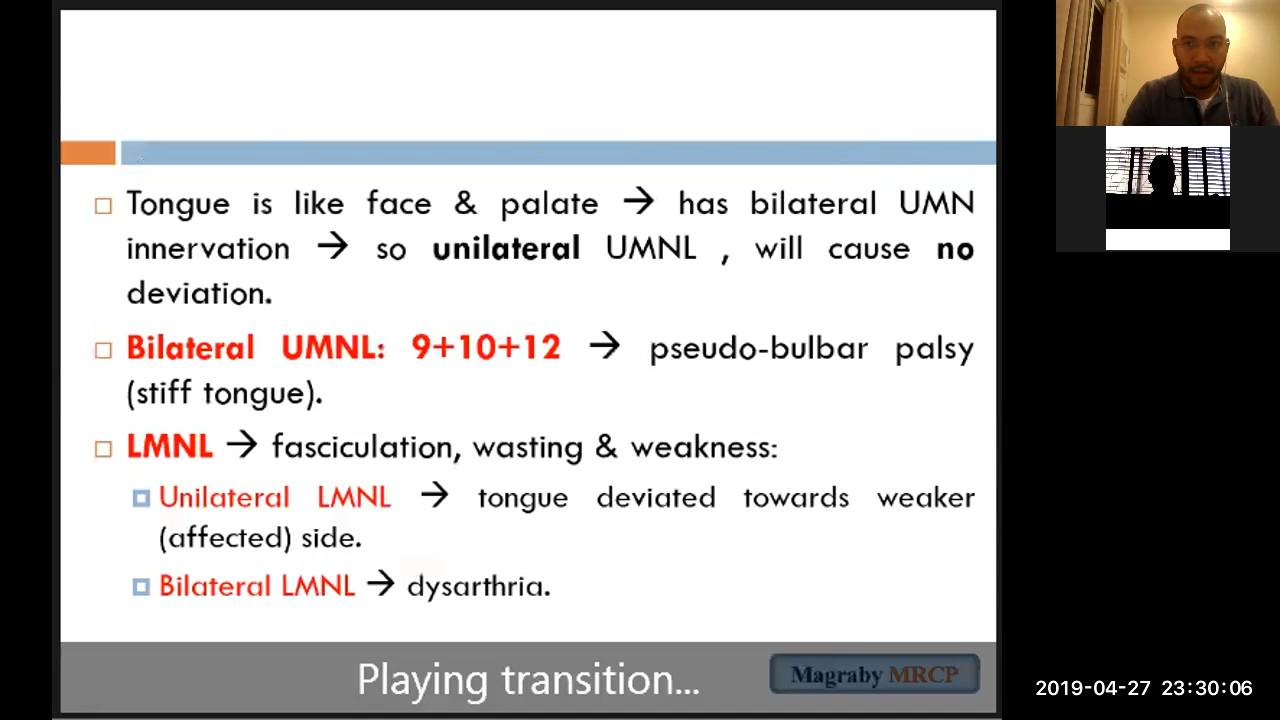 Tongue is like face & palate → has bilateral UMN
innervation → so unilateral UMNL , will cause no
deviation.
Bilateral UMNL: 9+10+12 → pseudo-bulbar palsy
(stiff tongue).
LMNL → fasciculation, wasting & weakness:
Unilateral LMNL → tongue deviated towards weaker
(affected) side.
Bilateral LMNL → dysarthria.
Playing transition...
Magraby MRCP
2019-04-27 23:30:06